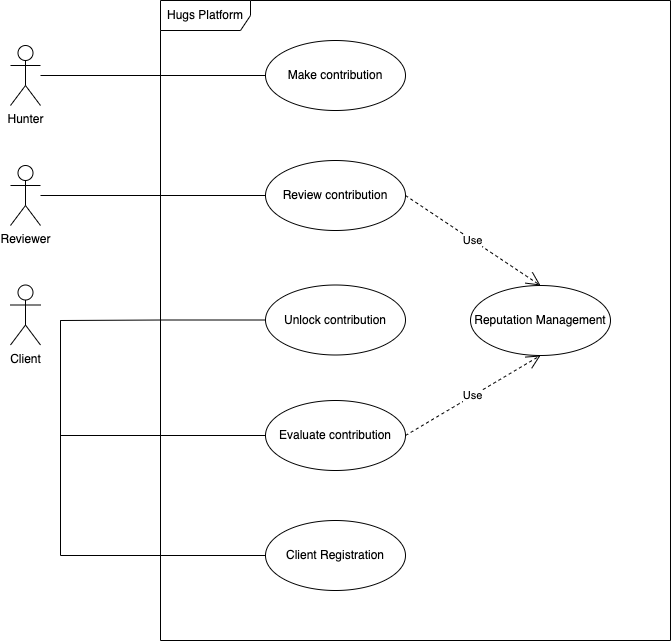 Hugs Platform
Make contribution
Hunter
Review contribution
Reviewer
Use
Unlock contribution
Reputation Management
Client
Use
Evaluate contribution
Client Registration